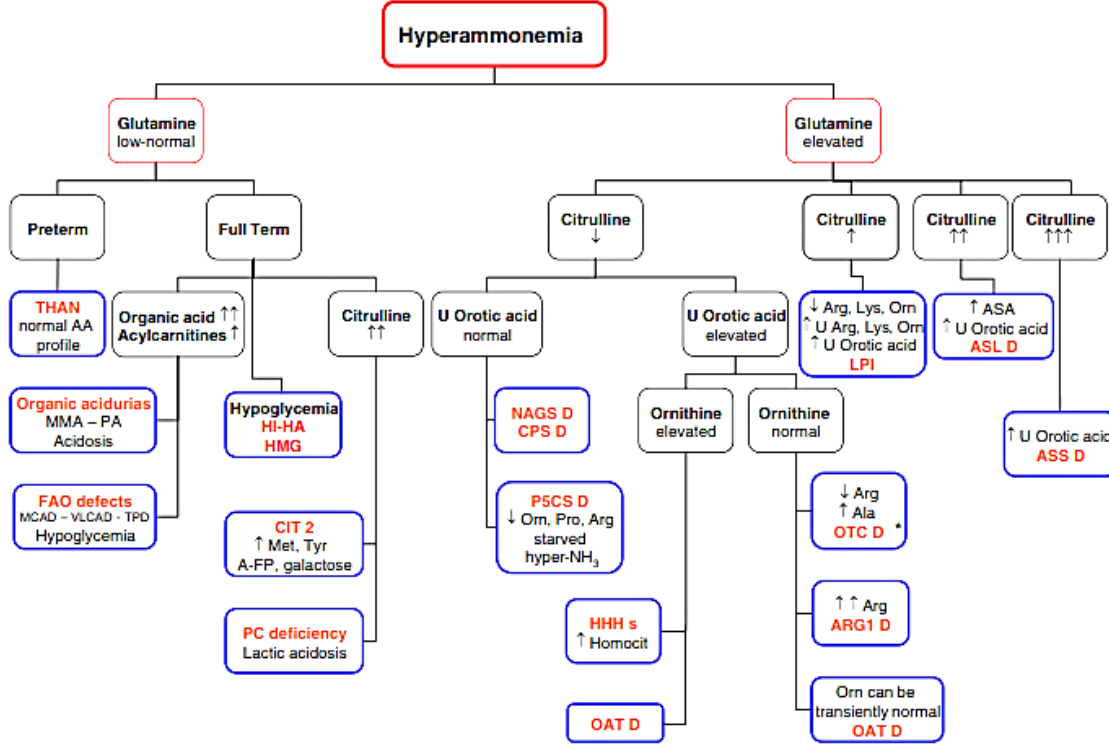 Hyperammonemia
Glutamine
low-normal
Glutamine
elevated
Preterm
Full Term
Citrulline
↓
Citrulline
↑
Citrulline
↑↑
Citrulline
↑↑↑
THAN
normal AA
profile
Organic acid ↑↑
Acylcarnitines ↑
Citrulline
↑↑
U Orotic acid
normal
U Orotic acid
elevated
↓ Arg, Lys, Orn
↑ U Arg, Lys, Orn
↑ U Orotic acid
LPI
↑ ASA
↑ U Orotic acid
ASL D
Organic acidurias
MMA – PA
Acidosis
Hypoglycemia
HI-HA
HMG
NAGS D
CPS D
Ornithine
elevated
Ornithine
normal
↑ U Orotic acid
ASS D
FAO defects
MCAD – VLCAD - TPD
Hypoglycemia
CIT 2
↑ Met, Tyr
A-FP, galactose
P5CS D
↓ Orn, Pro, Arg
starved
hyper-NH₃
↓ Arg
↑ Ala
OTC D *
PC deficiency
Lactic acidosis
HHH s
↑ Homocit
↑ ↑ Arg
ARG1 D
OAT D
Orn can be
transiently normal
OAT D